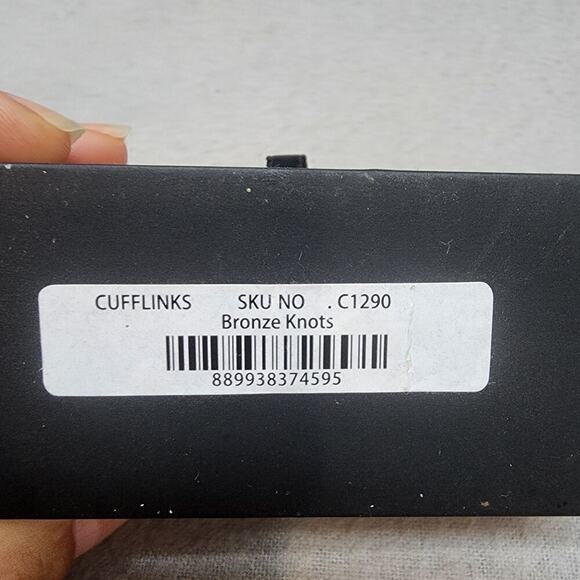 CUFFLINKS SKU NO . C1290
Bronze Knots
889938374595